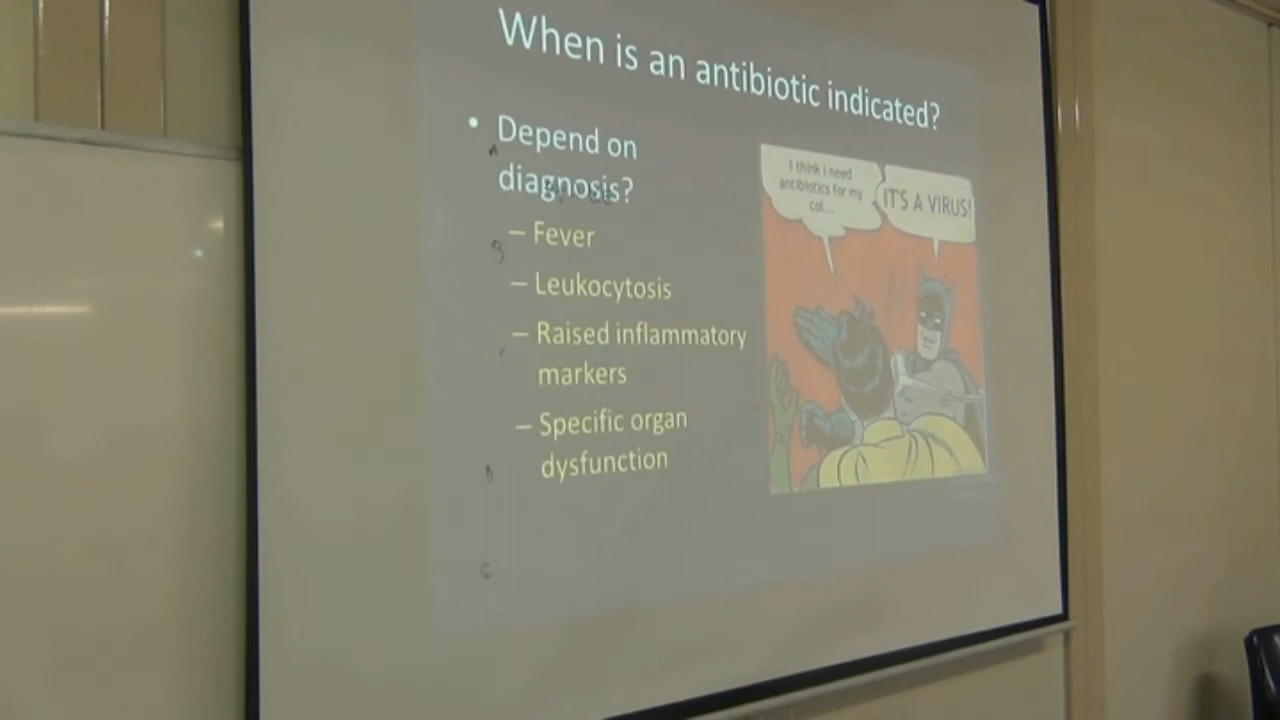 When is an antibiotic indicated?
• Depend on
diagnosis?
– Fever
– Leukocytosis
– Raised inflammatory
markers
– Specific organ
dysfunction
I think I need
antibiotics for my
col...
IT'S A VIRUS!
A
B
D
C